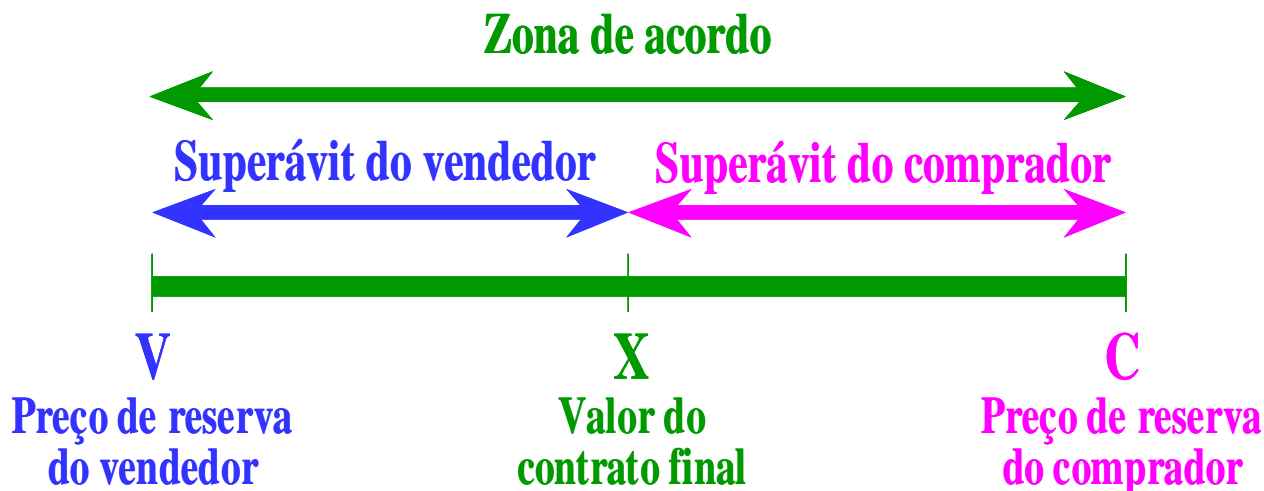 Zona de acordo
Superávit do vendedor
Superávit do comprador
V
X
C
Preço de reserva
do vendedor
Valor do
contrato final
Preço de reserva
do comprador